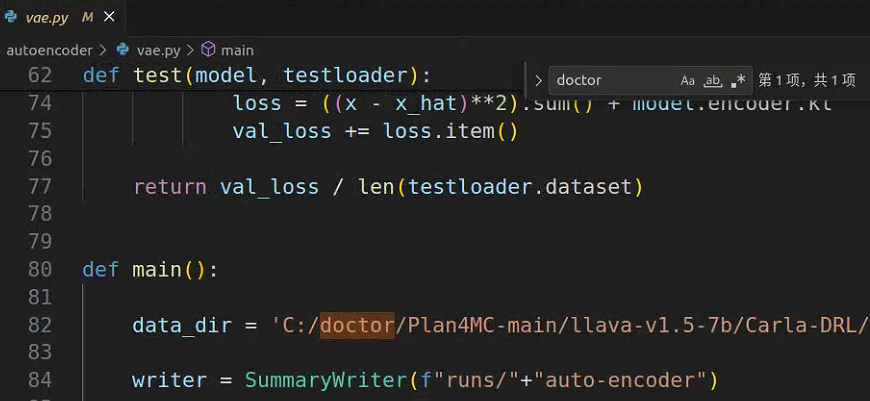 vae.py M
autoencoder > vae.py > main
doctor Aa ab 第 1 项，共 1 项
62 def test(model, testloader):
74 loss = ((x - x_hat)**2).sum() + model.encoder.kl
75 val_loss += loss.item()
76
77 return val_loss / len(testloader.dataset)
78
79
80 def main():
81
82 data_dir = 'C:/doctor/Plan4MC-main/llava-v1.5-7b/Carla-DRL/
83
84 writer = SummaryWriter(f"runs/"+"auto-encoder")